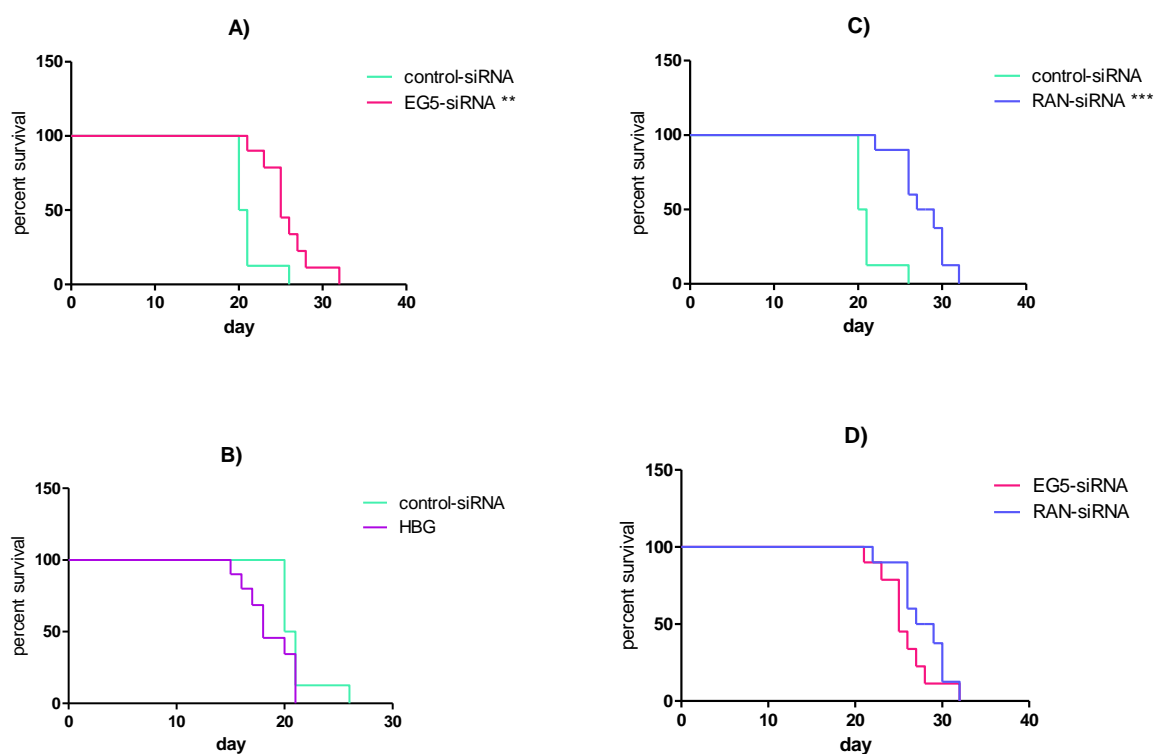 A)
150
100
50
0
percent survival
control-siRNA
EG5-siRNA **
0 10 20 30 40
day
C)
150
100
50
0
percent survival
control-siRNA
RAN-siRNA ***
0 10 20 30 40
day
B)
150
100
50
0
percent survival
control-siRNA
HBG
0 10 20 30
day
D)
150
100
50
0
percent survival
EG5-siRNA
RAN-siRNA
0 10 20 30 40
day